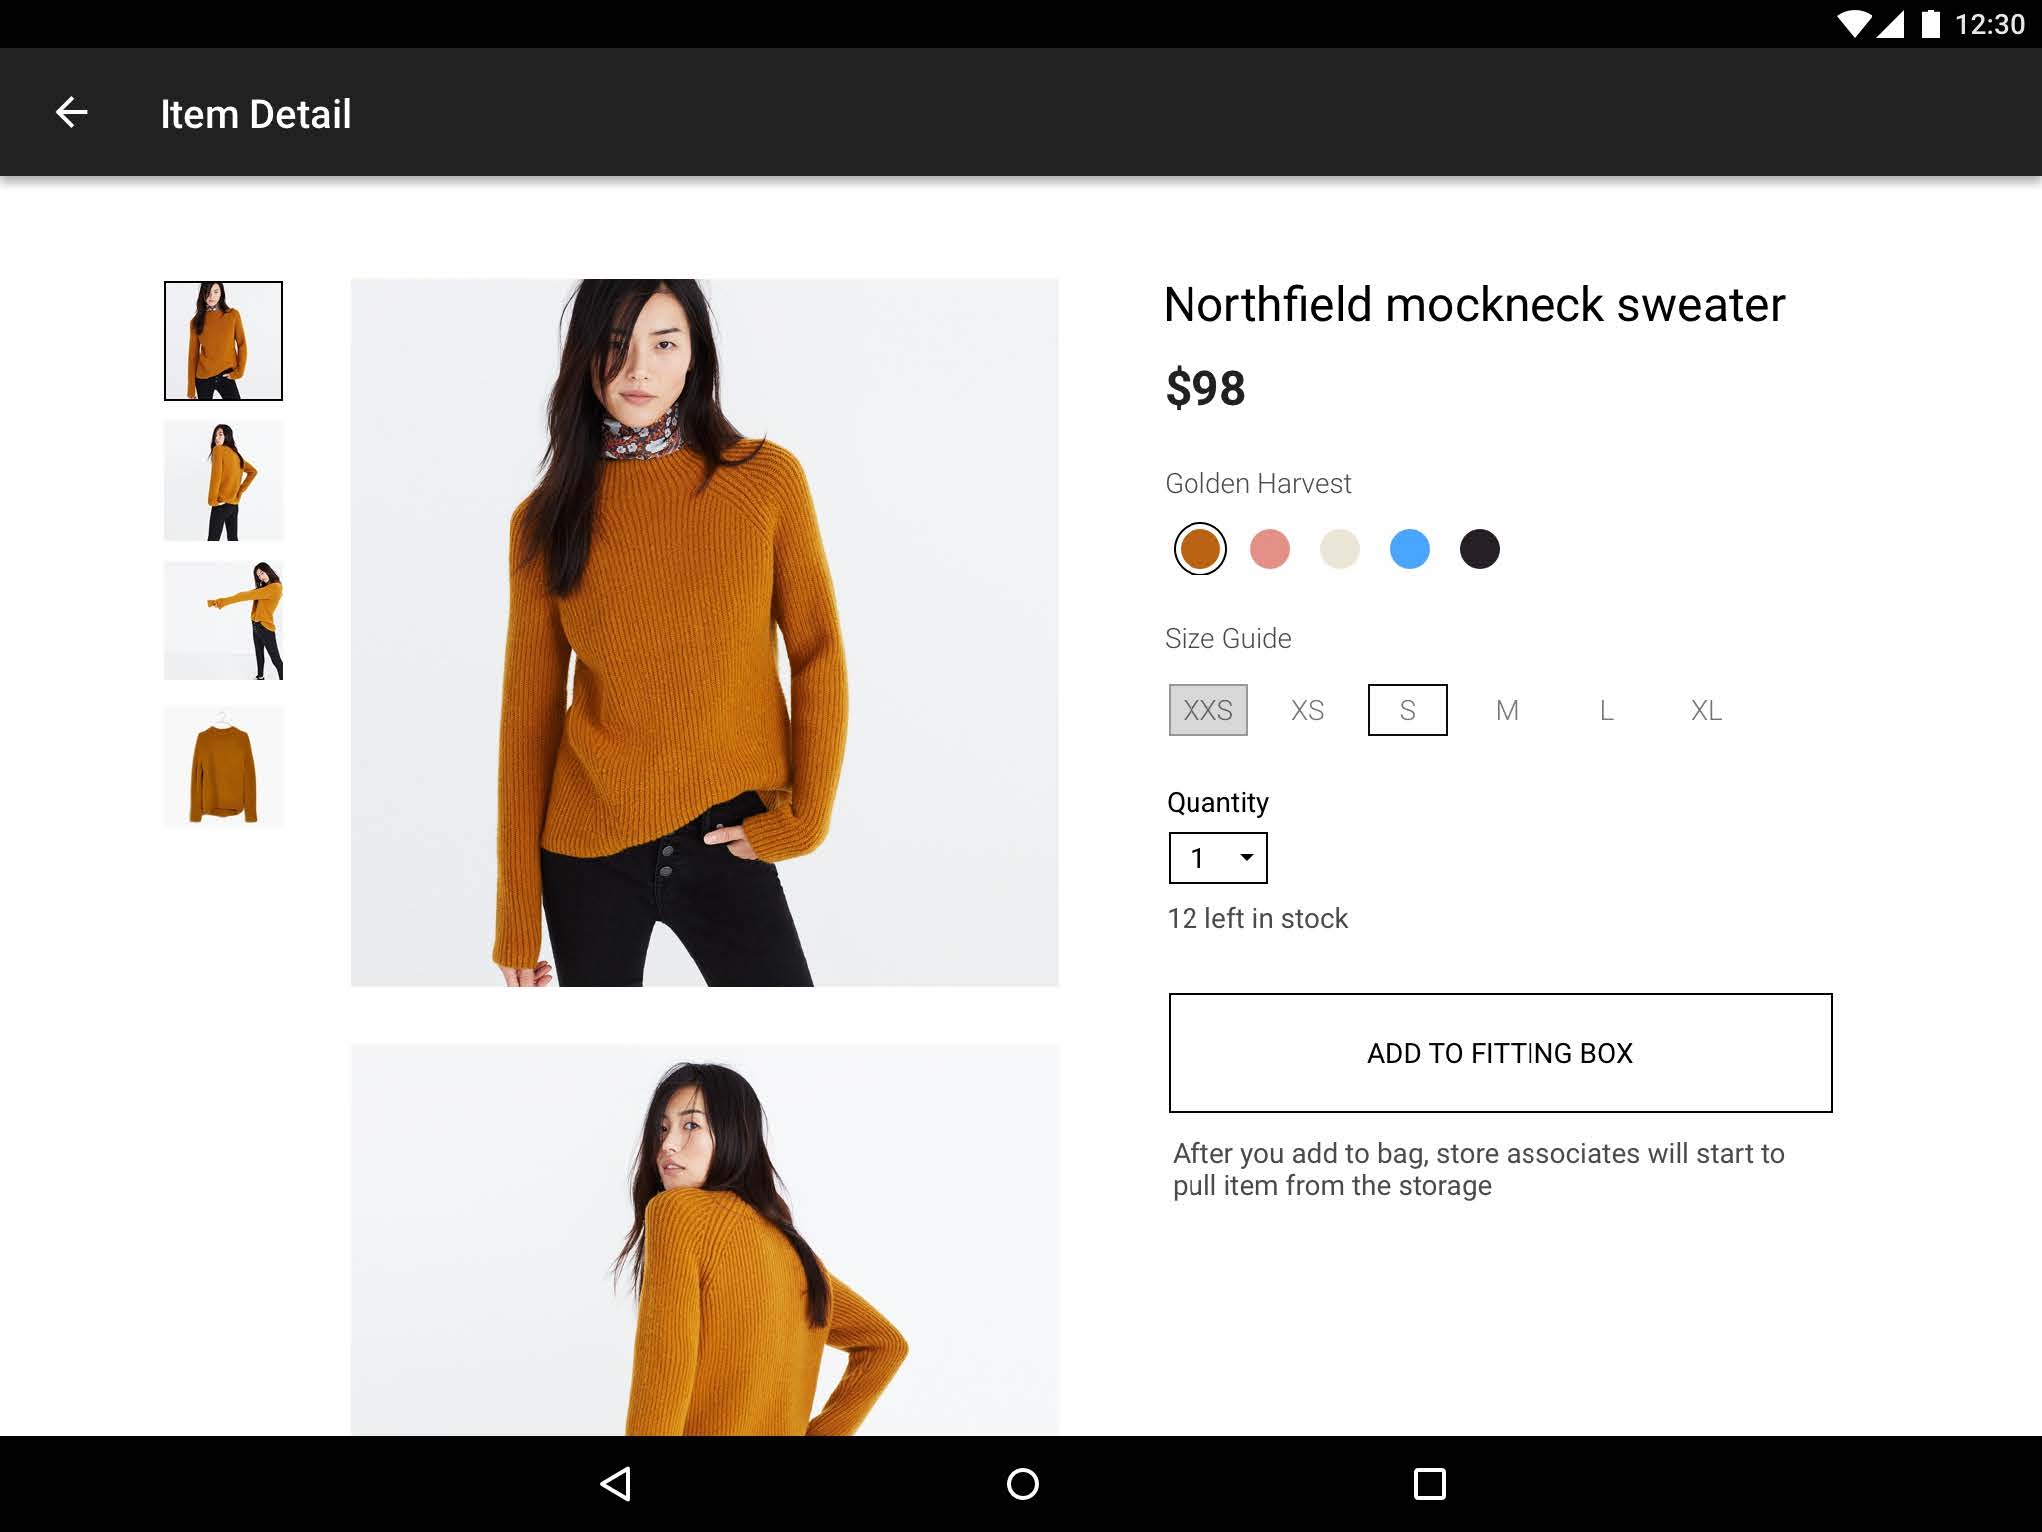 12:30
Item Detail
Northfield mockneck sweater
$98
Golden Harvest
Size Guide
XXS XS S M L XL
Quantity
1
12 left in stock
ADD TO FITTING BOX
After you add to bag, store associates will start to
pull item from the storage